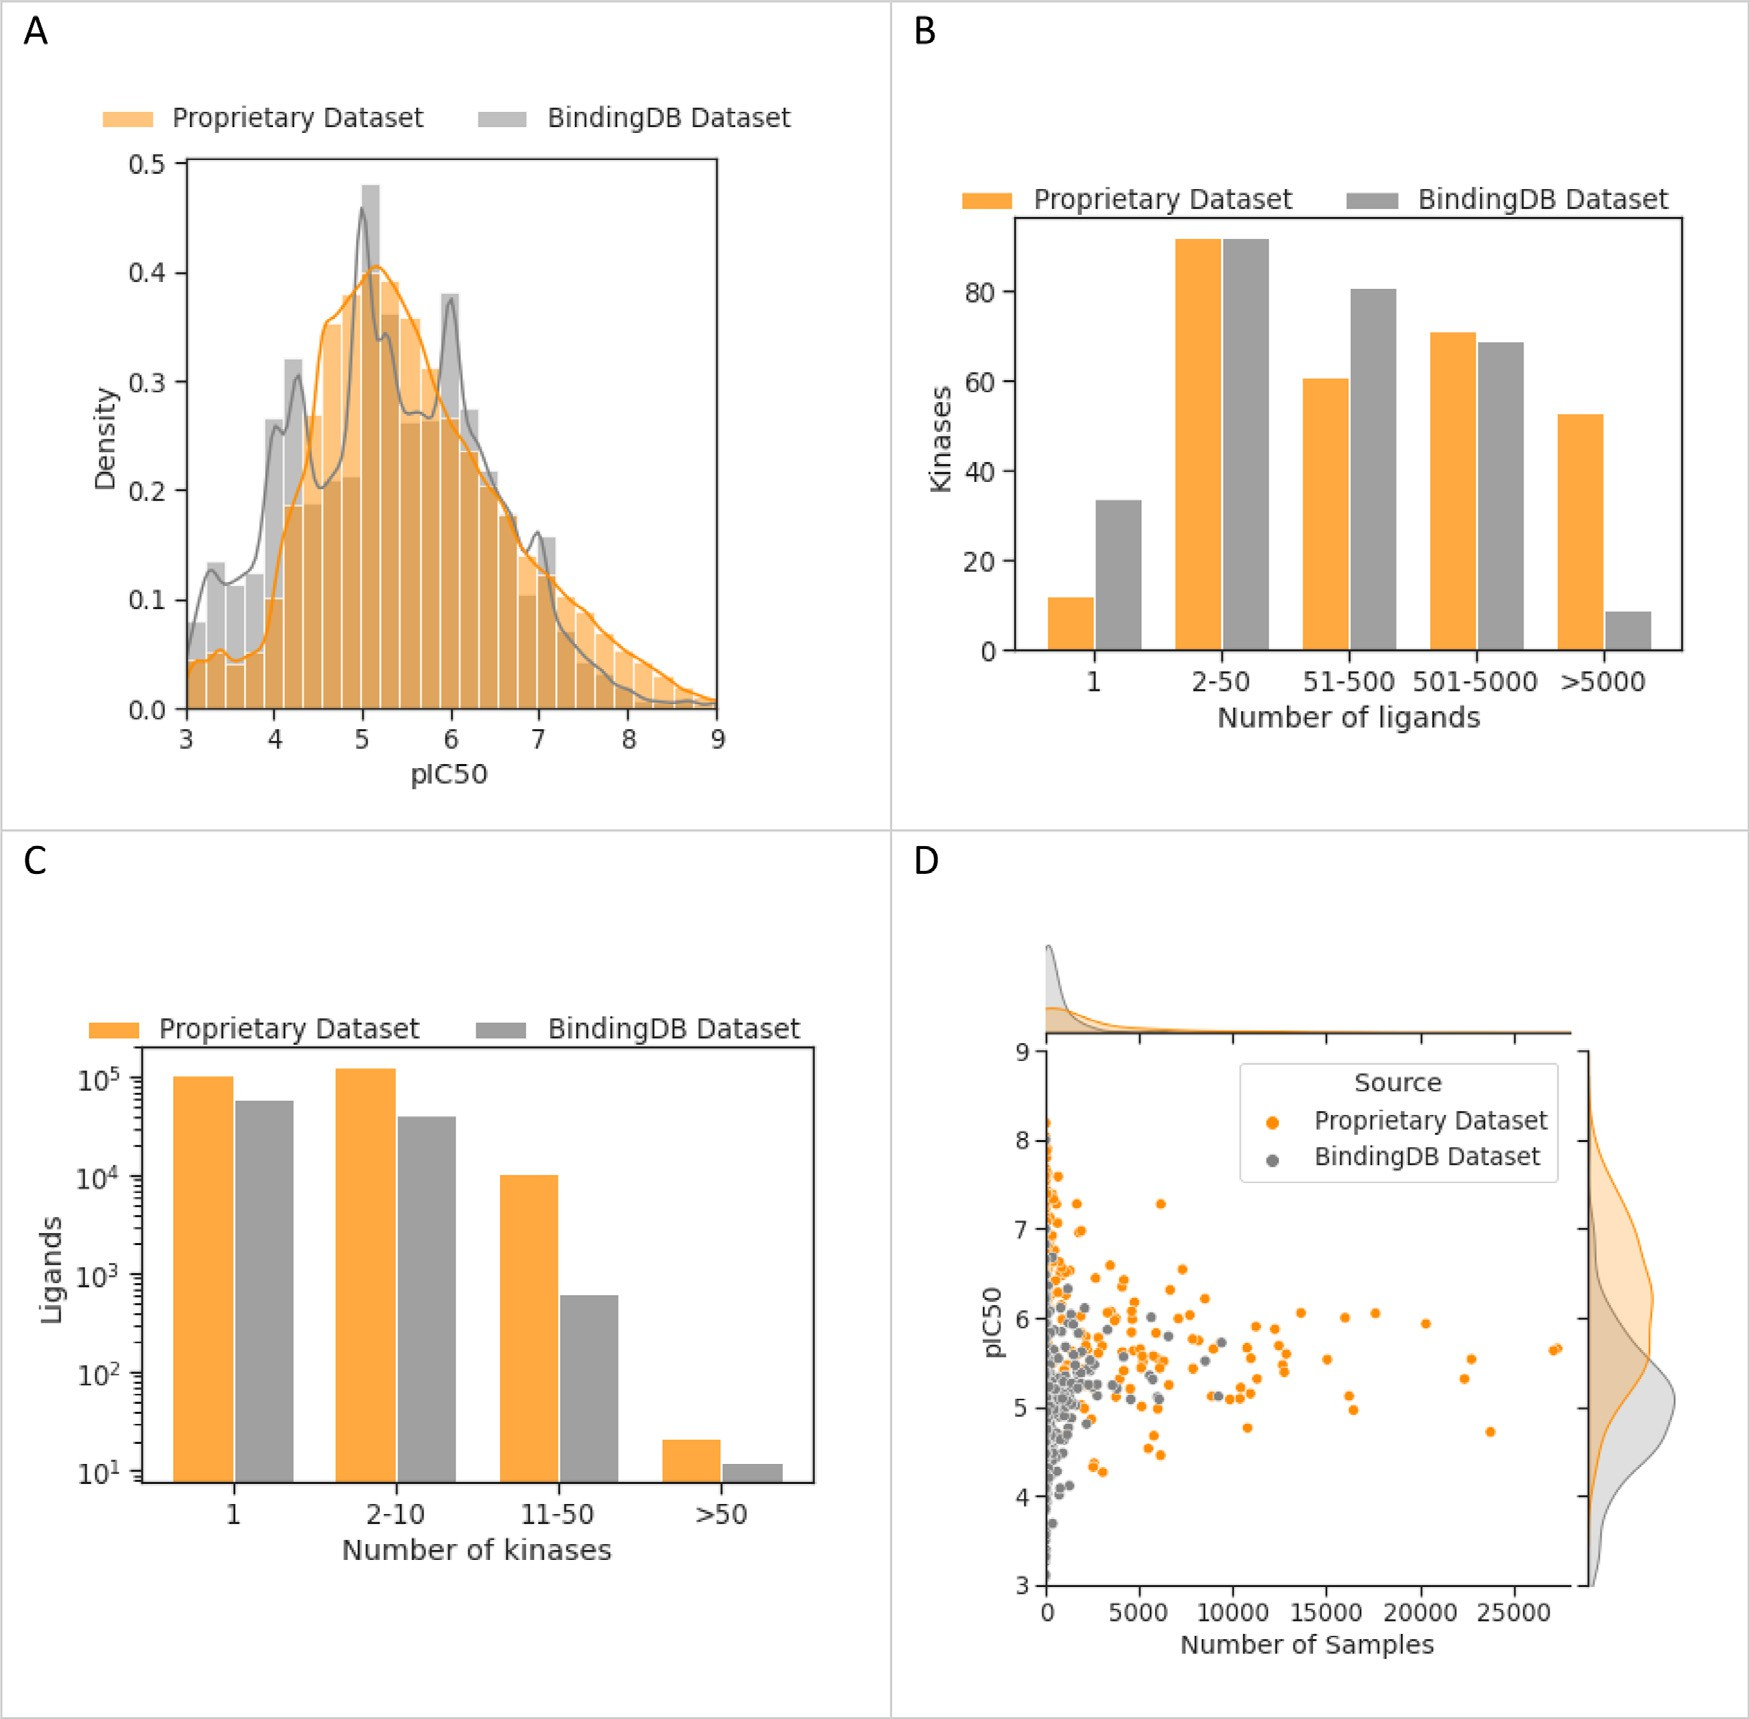 A
Proprietary Dataset BindingDB Dataset
0.5
0.4
0.3
0.2
0.1
0.0
Density
3 4 5 6 7 8 9
pIC50
B
Proprietary Dataset BindingDB Dataset
80
60
40
20
0
Kinases
1 2-50 51-500 501-5000 >5000
Number of ligands
C
Proprietary Dataset BindingDB Dataset
10⁵
10⁴
10³
10²
10¹
Ligands
1 2-10 11-50 >50
Number of kinases
D
9
8
7
6
5
4
3
pIC50
Source
Proprietary Dataset
BindingDB Dataset
0 5000 10000 15000 20000 25000
Number of Samples